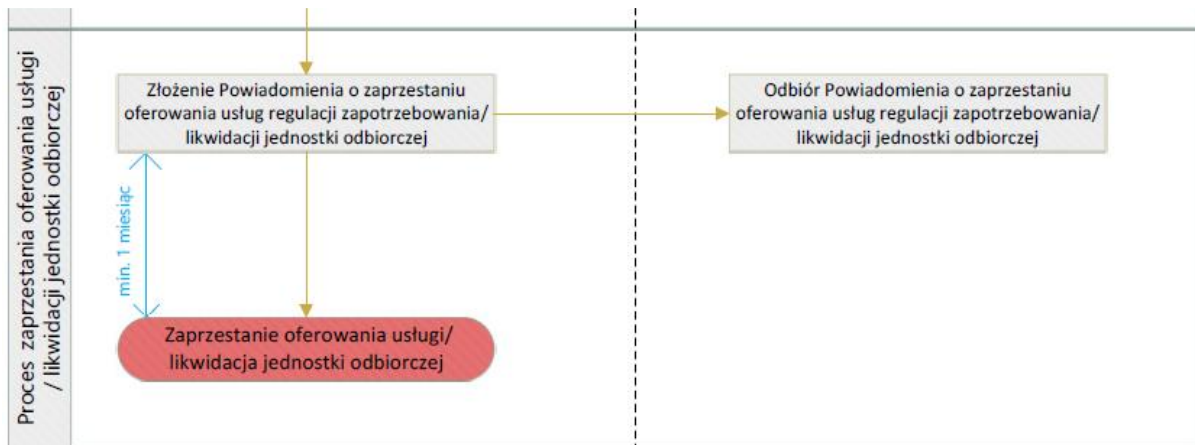 Proces zaprzestania oferowania usługi
/ likwidacji jednostki odbiorczej
Złożenie Powiadomienia o zaprzestaniu
oferowania usług regulacji zapotrzebowania/
likwidacji jednostki odbiorczej
Odbiór Powiadomienia o zaprzestaniu
oferowania usług regulacji zapotrzebowania/
likwidacji jednostki odbiorczej
min. 1 miesiąc
Zaprzestanie oferowania usługi/
likwidacja jednostki odbiorczej